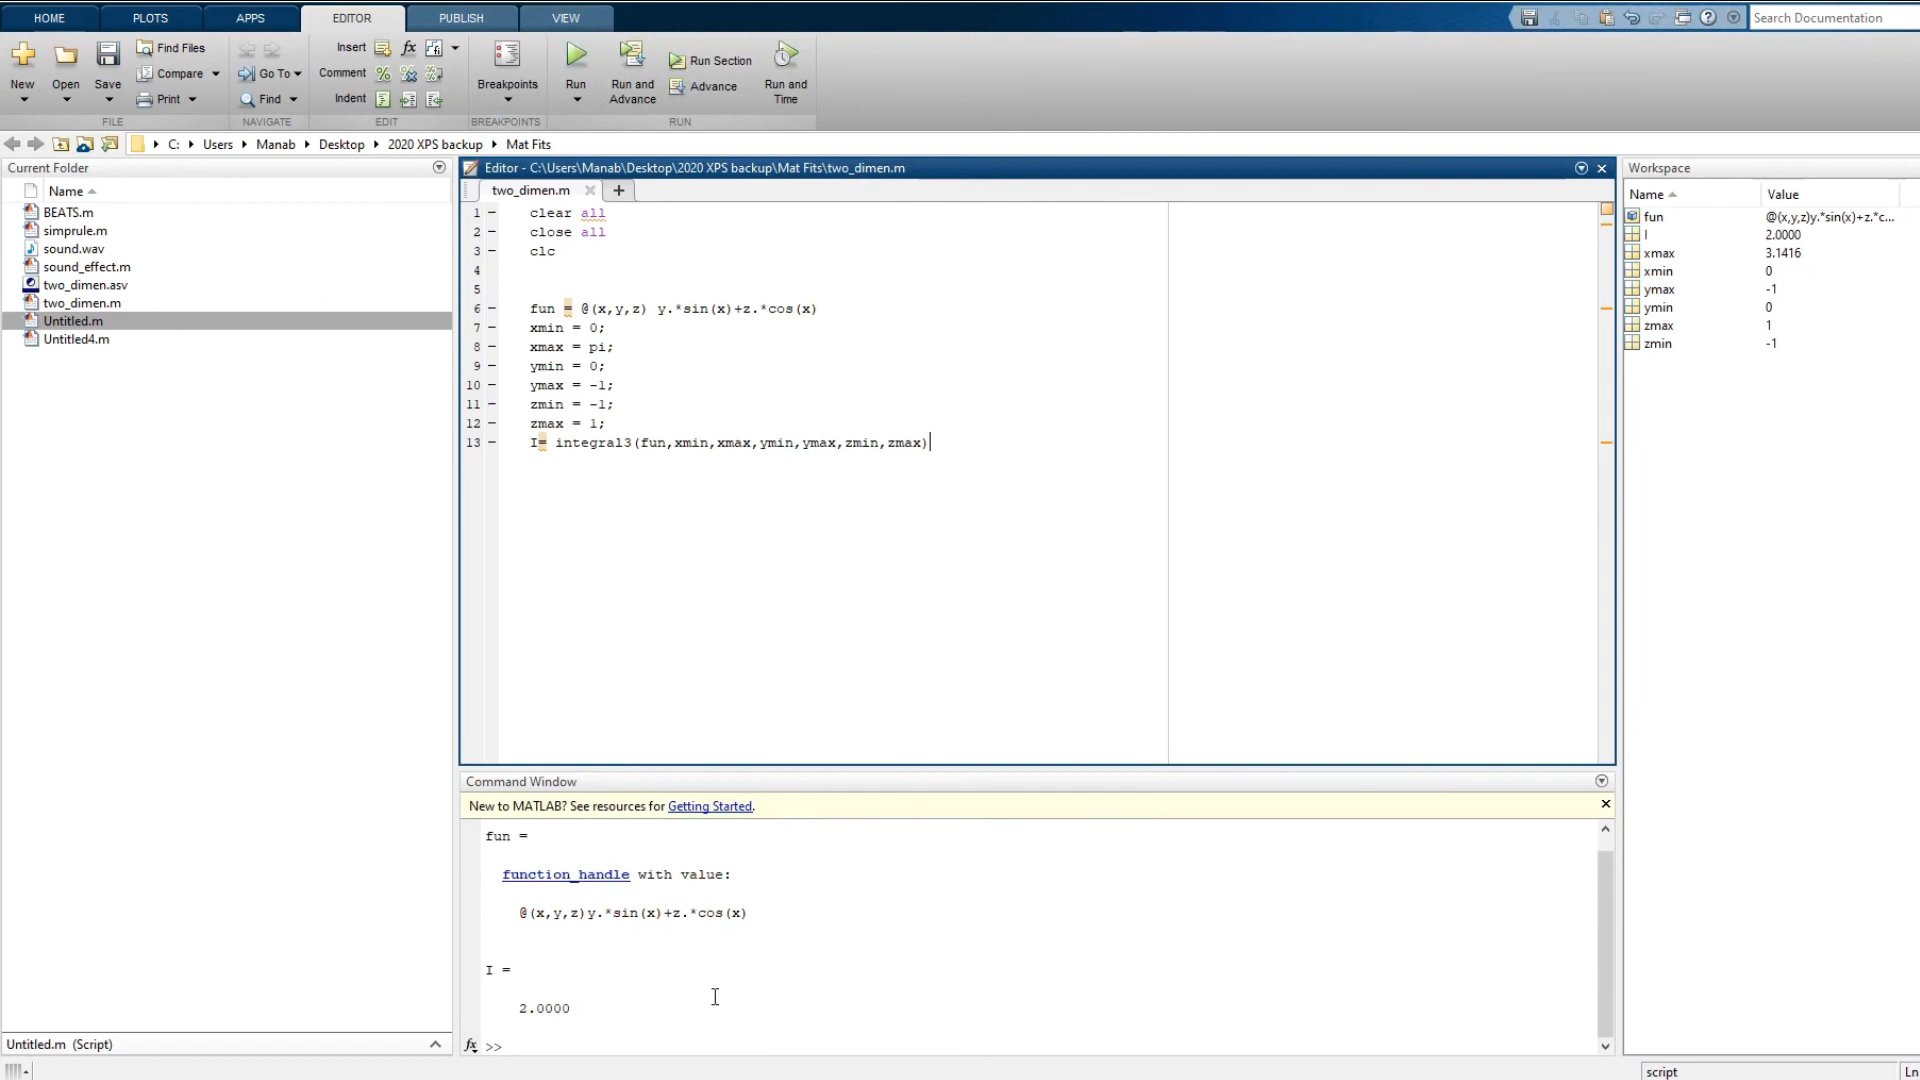 HOME PLOTS APPS EDITOR PUBLISH VIEW Search Documentation
New Open Save Find Files Compare Print
FILE
Go To Find
NAVIGATE
Insert fx fi
Comment
Indent
EDIT
Breakpoints
BREAKPOINTS
Run Run and Advance Run Section Advance Run and Time
RUN
C: Users Manab Desktop 2020 XPS backup Mat Fits
Current Folder
Name
BEATS.m
simprule.m
sound.wav
sound_effect.m
two_dimen.asv
two_dimen.m
Untitled.m
Untitled4.m
Untitled.m (Script)
Editor - C:\Users\Manab\Desktop\2020 XPS backup\Mat Fits\two_dimen.m
two_dimen.m
1 - clear all
2 - close all
3 - clc
4
5
6 - fun = @(x,y,z) y.*sin(x)+z.*cos(x)
7 - xmin = 0;
8 - xmax = pi;
9 - ymin = 0;
10 - ymax = -1;
11 - zmin = -1;
12 - zmax = 1;
13 - I= integral3(fun,xmin,xmax,ymin,ymax,zmin,zmax)
Command Window
New to MATLAB? See resources for Getting Started.
fun =
function_handle with value:
@(x,y,z)y.*sin(x)+z.*cos(x)
I =
2.0000
fx >>
Workspace
Name Value
fun @(x,y,z)y.*sin(x)+z.*c...
I 2.0000
xmax 3.1416
xmin 0
ymax -1
ymin 0
zmax 1
zmin -1
script Ln